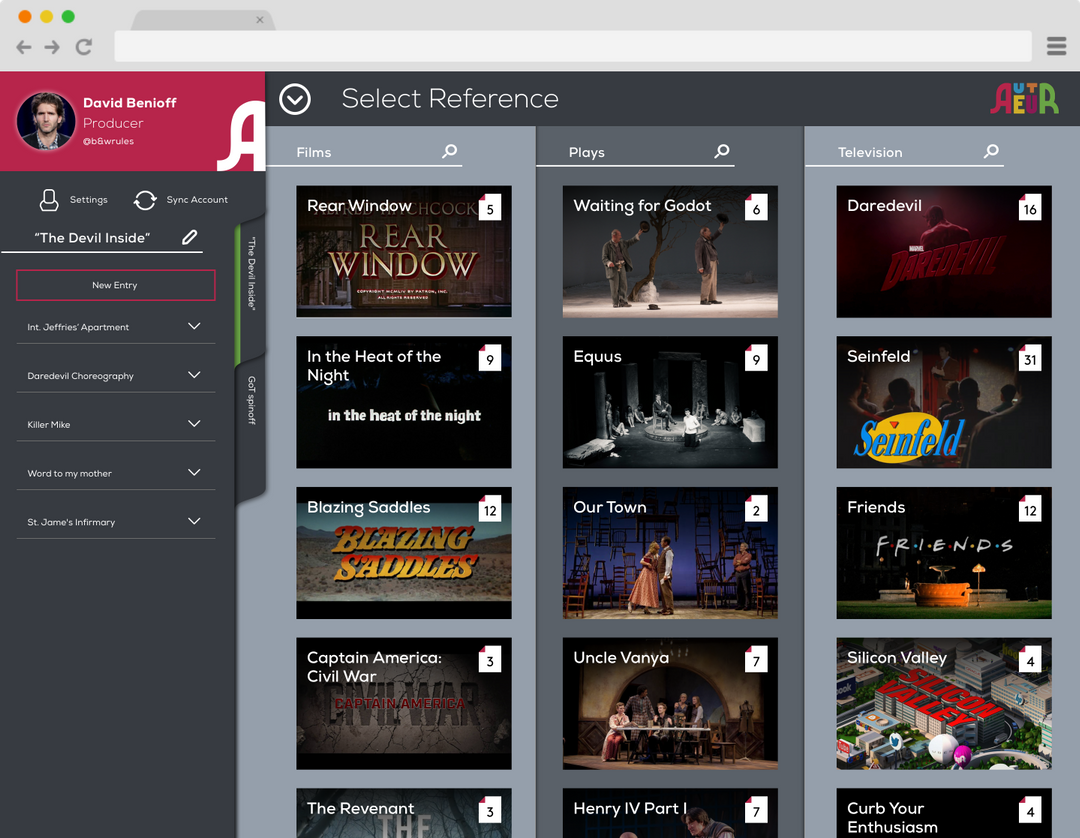 David Benioff
Producer
@b&wrules
A
Settings
Sync Account
"The Devil Inside"
New Entry
Int. Jeffries' Apartment
Daredevil Choreography
Killer Mike
Word to my mother
St. Jame's Infirmary
"The Devil Inside"
GoT spinoff
Select Reference
AUTEUR
Films
Rear Window
5
ALFRED HITCHCOCK'S
REAR
WINDOW
COPYRIGHT MCMLIV BY PATRON, INC.
ALL RIGHTS RESERVED
In the Heat of the
Night
9
in the heat of the night
Blazing Saddles
12
BLAZING
SADDLES
Captain America:
Civil War
3
CIVIL WAR
CAPTAIN AMERICA
The Revenant
3
THE
Plays
Waiting for Godot
6
Equus
9
Our Town
2
Uncle Vanya
7
Henry IV Part I
7
Television
Daredevil
16
MARVEL
DAREDEVIL
Seinfeld
31
Seinfeld
Friends
12
F·R·I·E·N·D·S
Silicon Valley
4
SILICON
VALLEY
Curb Your
Enthusiasm
4